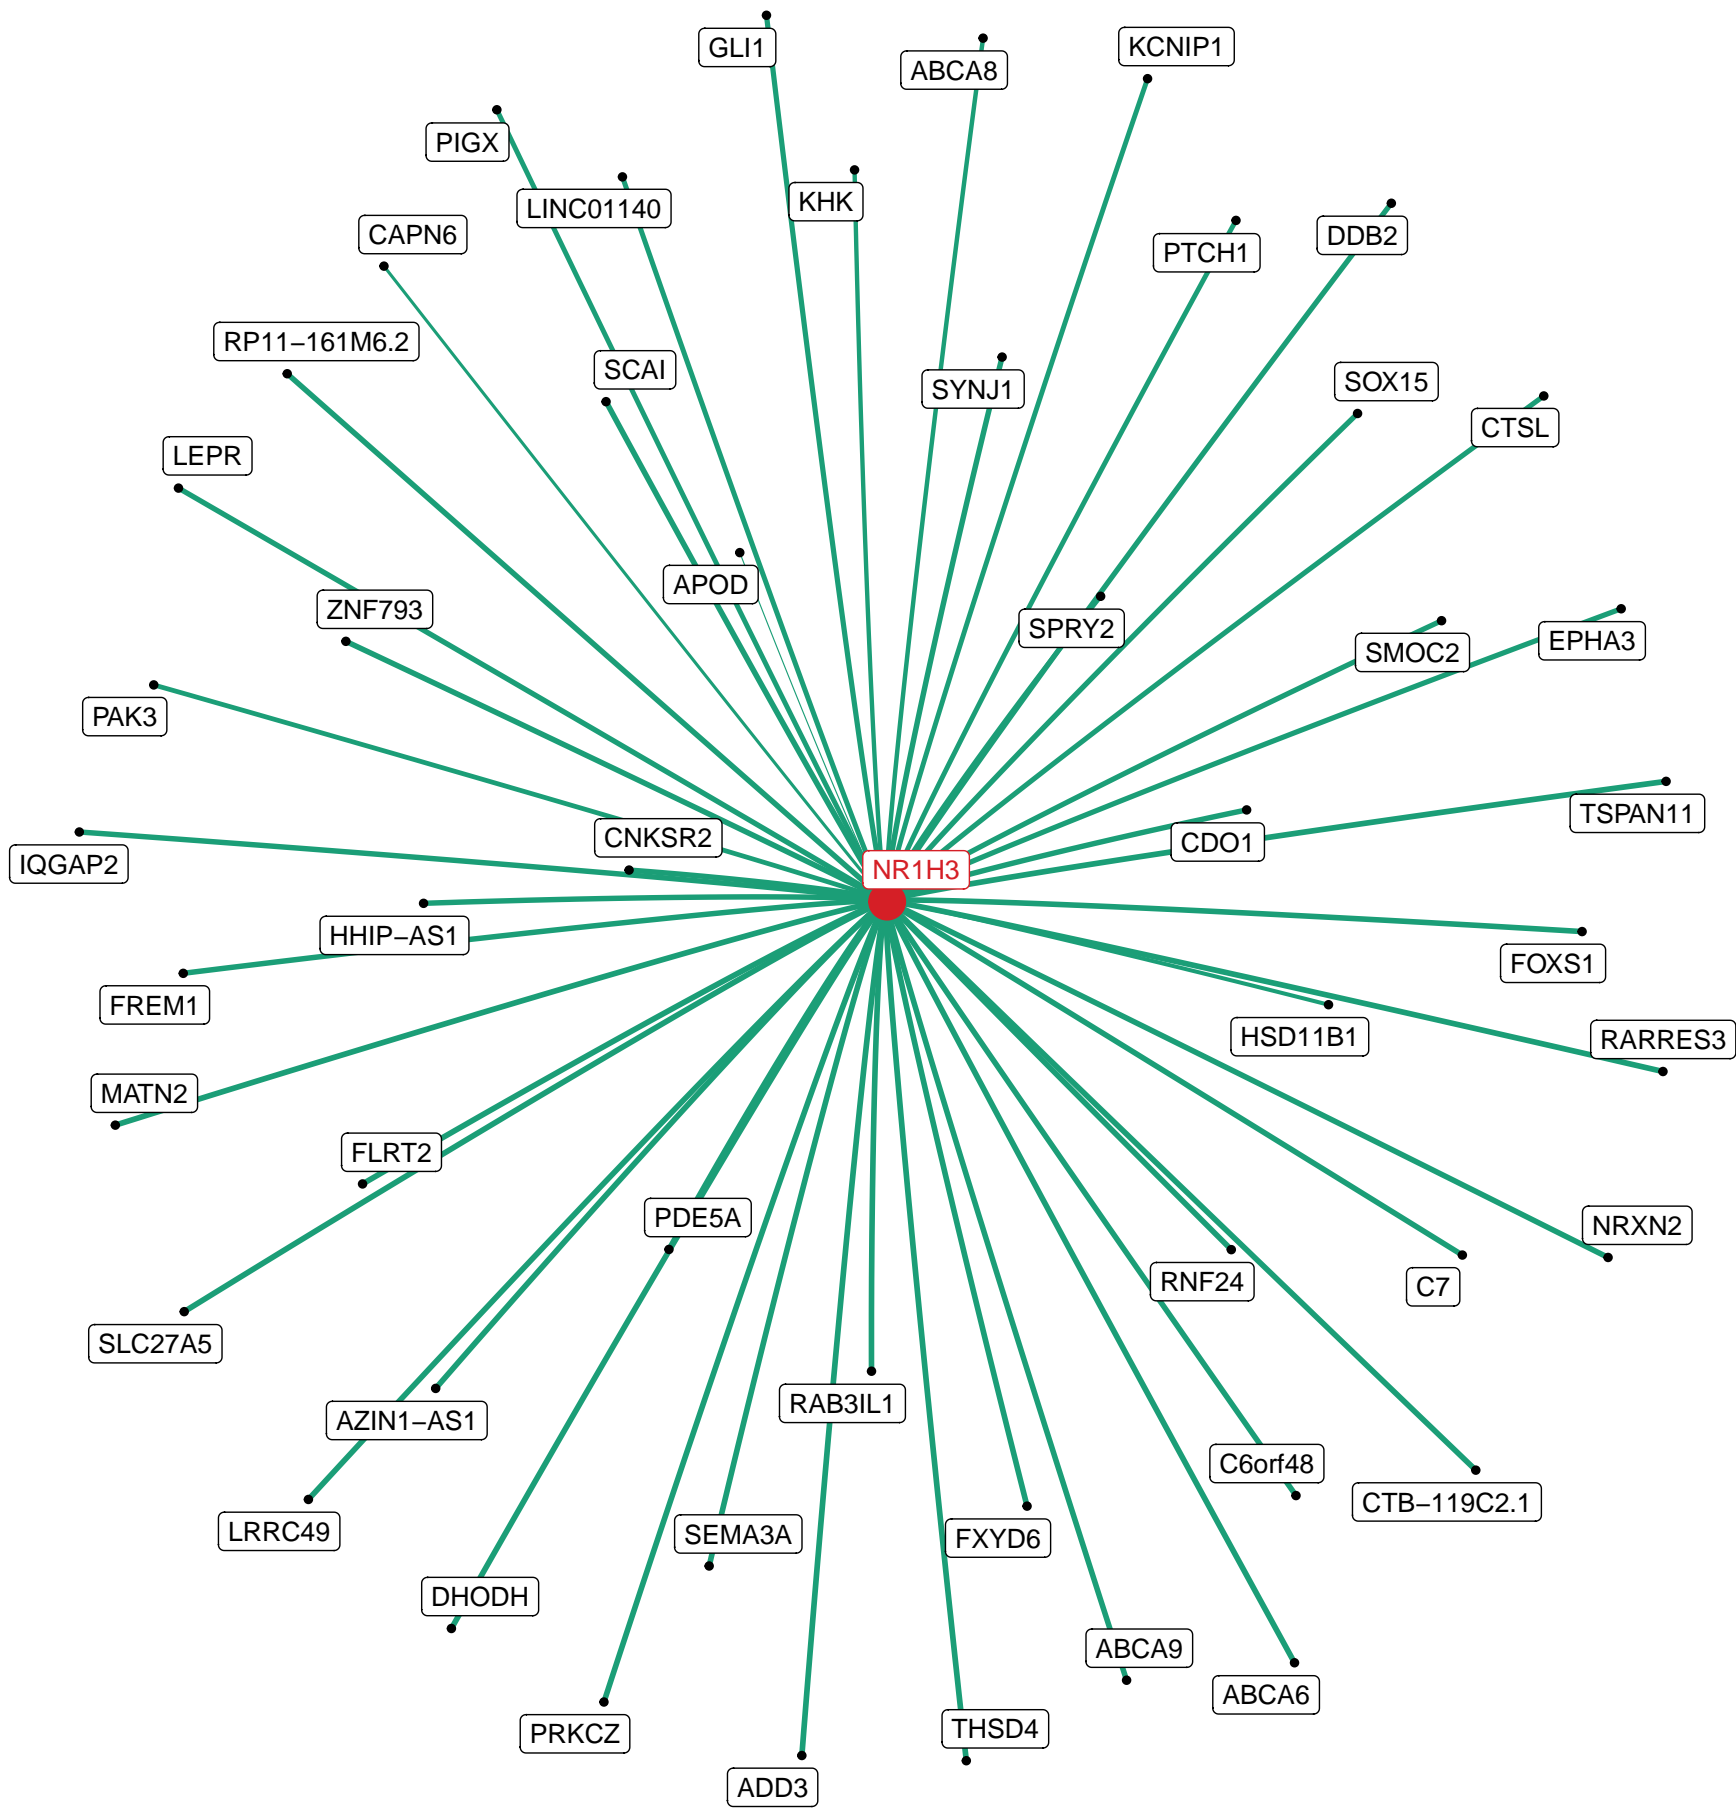 GLI1
KCNIP1
ABCA8
PIGX
KHK
LINC01140
CAPN6
DDB2
PTCH1
RP11−161M6.2
SCAI
SOX15
SYNJ1
CTSL
LEPR
APOD
ZNF793
SPRY2
EPHA3
SMOC2
PAK3
TSPAN11
CNKSR2
CDO1
IQGAP2
NR1H3
HHIP−AS1
FOXS1
FREM1
HSD11B1
RARRES3
MATN2
FLRT2
PDE5A
NRXN2
RNF24
C7
SLC27A5
RAB3IL1
AZIN1−AS1
C6orf48
CTB−119C2.1
LRRC49
SEMA3A
FXYD6
DHODH
ABCA9
ABCA6
THSD4
PRKCZ
ADD3